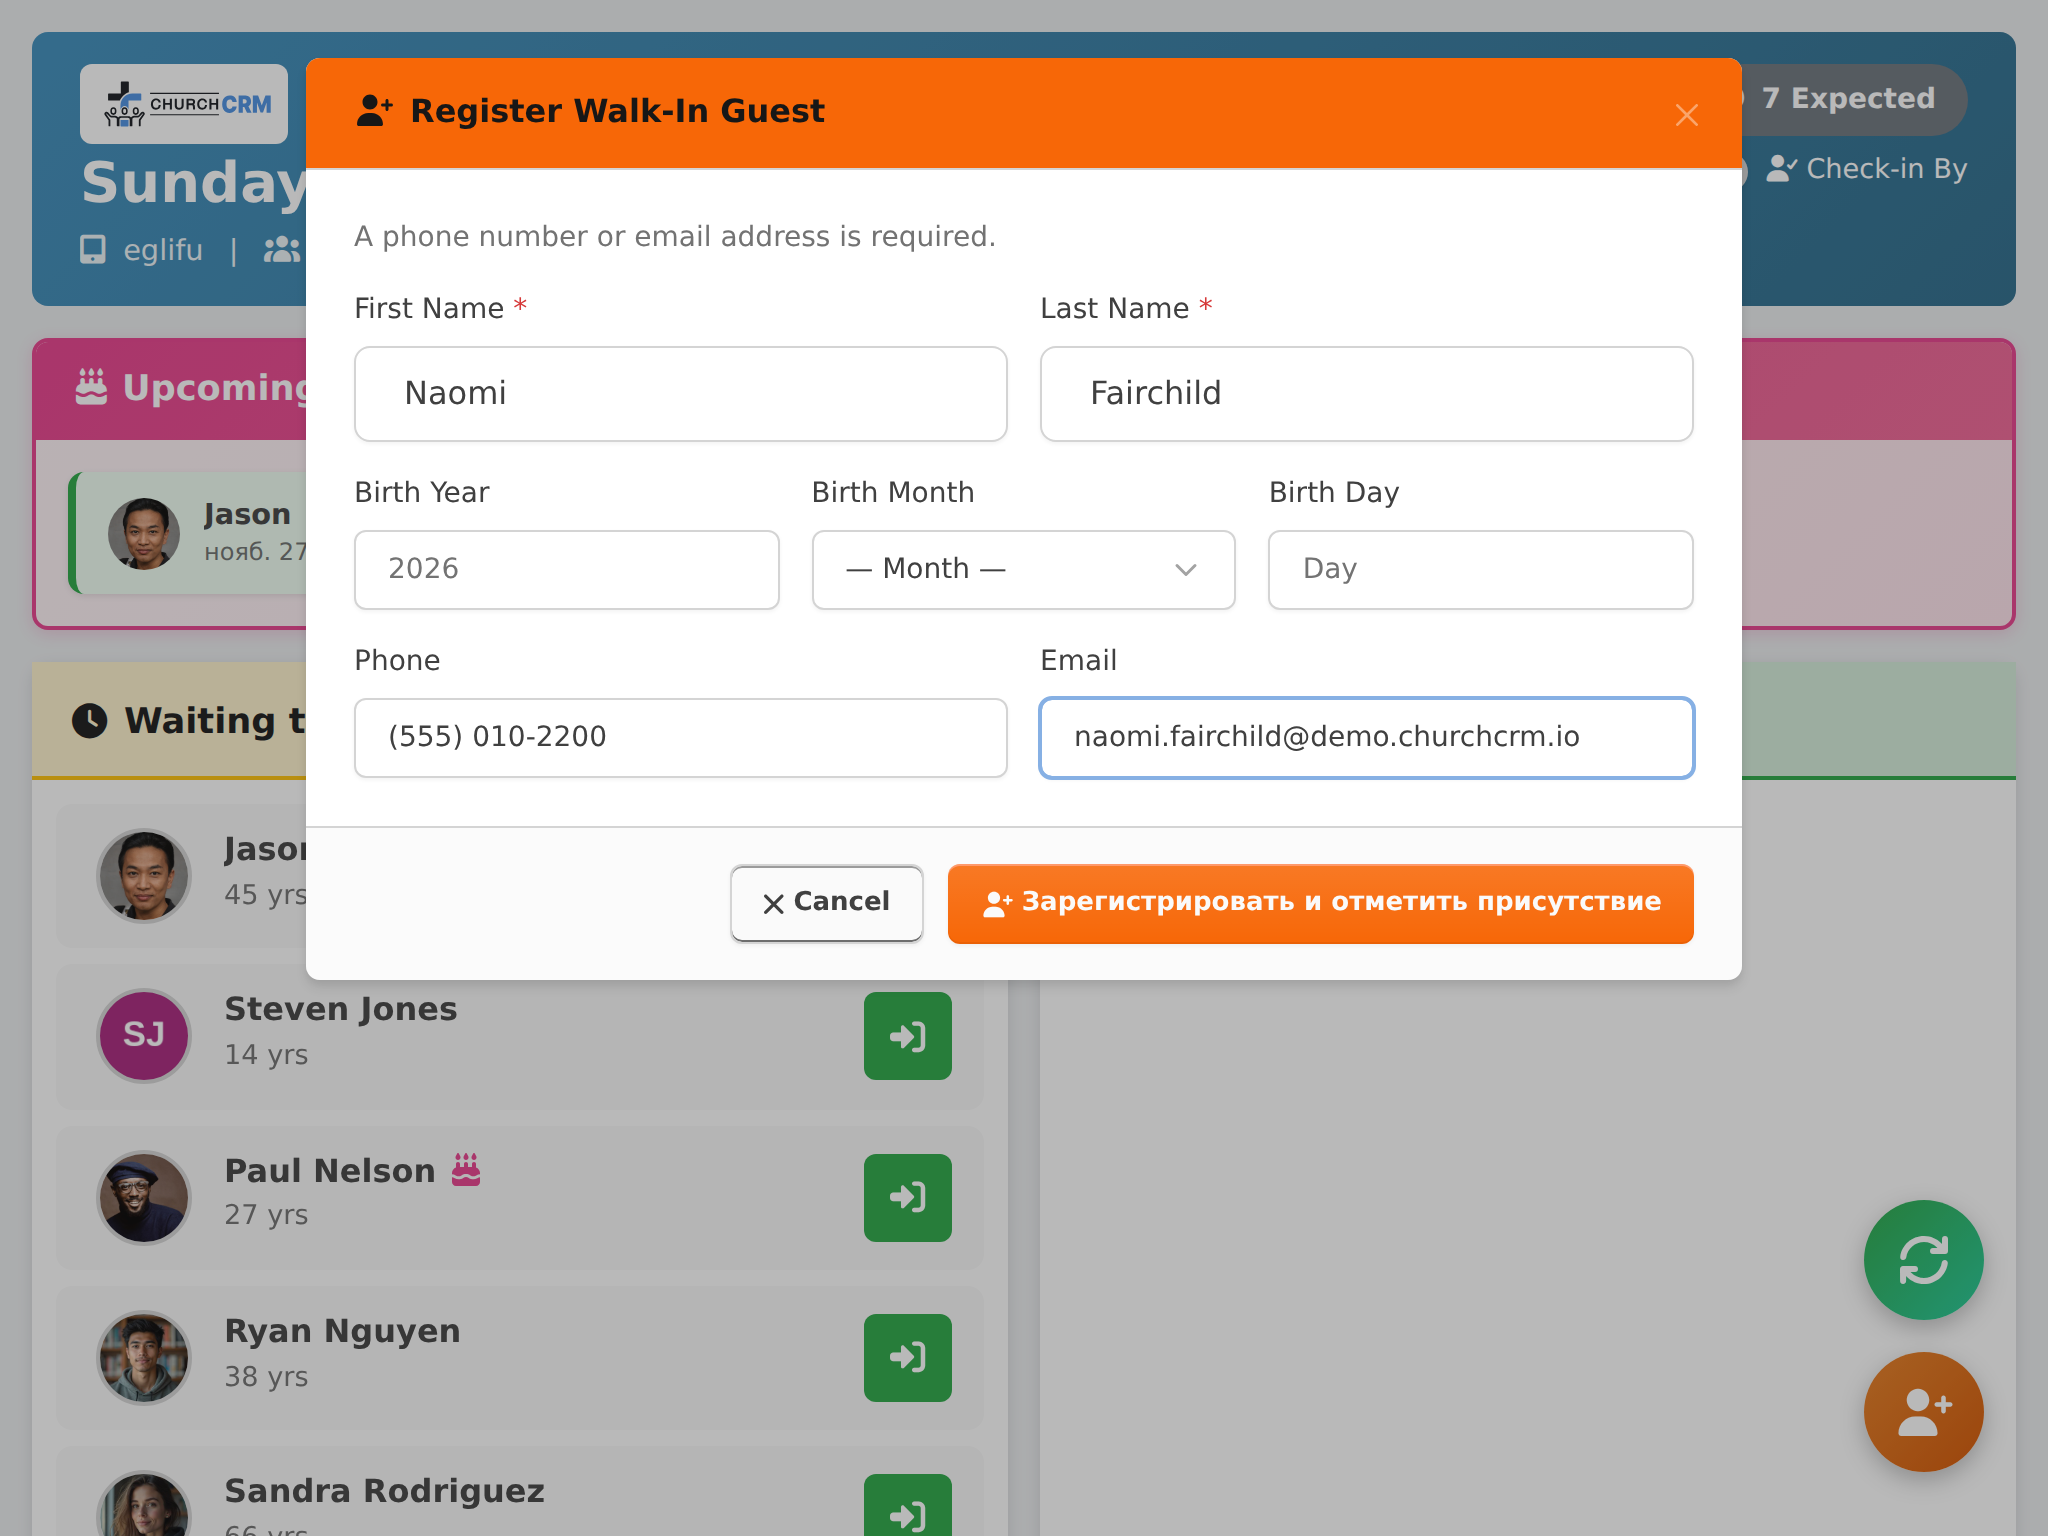 CHURCHCRM
7 Expected
Sunday
Check-in By
eglifu |
Register Walk-In Guest
A phone number or email address is required.
First Name *
Last Name *
Naomi
Fairchild
Birth Year
Birth Month
Birth Day
2026
— Month —
Day
Phone
Email
(555) 010-2200
naomi.fairchild@demo.churchcrm.io
Cancel
Зарегистрировать и отметить присутствие
Upcoming
Jason
нояб. 27
Waiting t
Jason
45 yrs
SJ
Steven Jones
14 yrs
Paul Nelson
27 yrs
Ryan Nguyen
38 yrs
Sandra Rodriguez
66 yrs